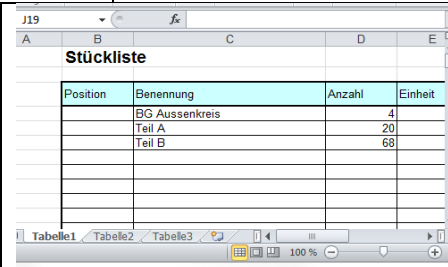 J19 fx
A B C D E
Stückliste
Position Benennung Anzahl Einheit
BG Aussenkreis 4
Teil A 20
Teil B 68
Tabelle1 Tabelle2 Tabelle3
100 %